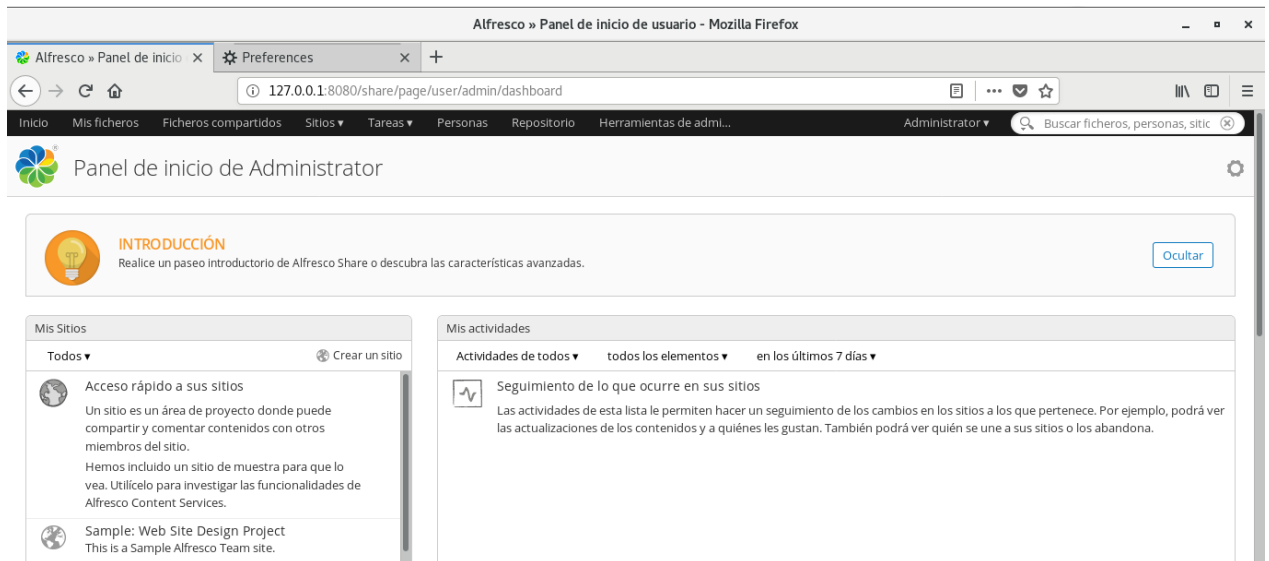 Alfresco » Panel de inicio de usuario - Mozilla Firefox
Alfresco » Panel de inicio Preferences
127.0.0.1:8080/share/page/user/admin/dashboard
Inicio Mis ficheros Ficheros compartidos Sitios ▾ Tareas ▾ Personas Repositorio Herramientas de admi... Administrator ▾ Buscar ficheros, personas, sitic
Panel de inicio de Administrator
INTRODUCCIÓN
Realice un paseo introductorio de Alfresco Share o descubra las características avanzadas.
Ocultar
Mis Sitios
Todos ▾ Crear un sitio
Acceso rápido a sus sitios
Un sitio es un área de proyecto donde puede
compartir y comentar contenidos con otros
miembros del sitio.
Hemos incluido un sitio de muestra para que lo
vea. Utilícelo para investigar las funcionalidades de
Alfresco Content Services.
Sample: Web Site Design Project
This is a Sample Alfresco Team site.
Mis actividades
Actividades de todos ▾ todos los elementos ▾ en los últimos 7 días ▾
Seguimiento de lo que ocurre en sus sitios
Las actividades de esta lista le permiten hacer un seguimiento de los cambios en los sitios a los que pertenece. Por ejemplo, podrá ver
las actualizaciones de los contenidos y a quiénes les gustan. También podrá ver quién se une a sus sitios o los abandona.